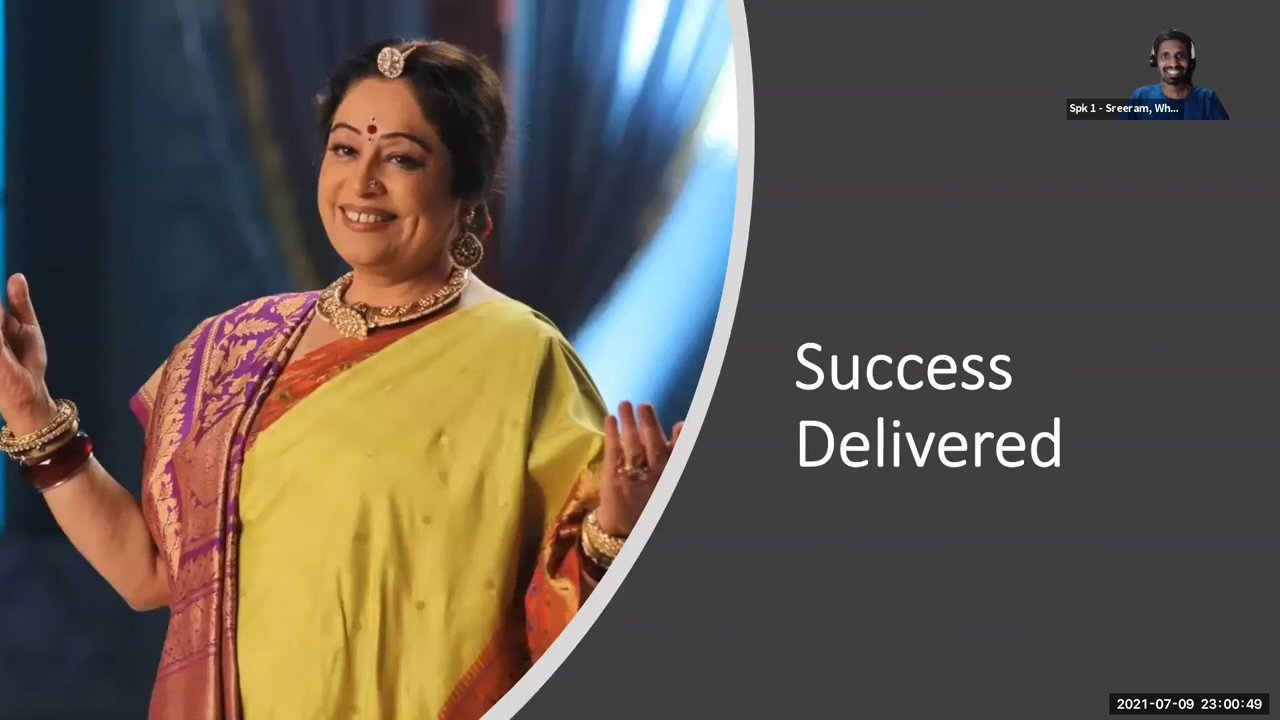 Spk 1 - Sreeram, Wh...
Success
Delivered
2021-07-09 23:00:49